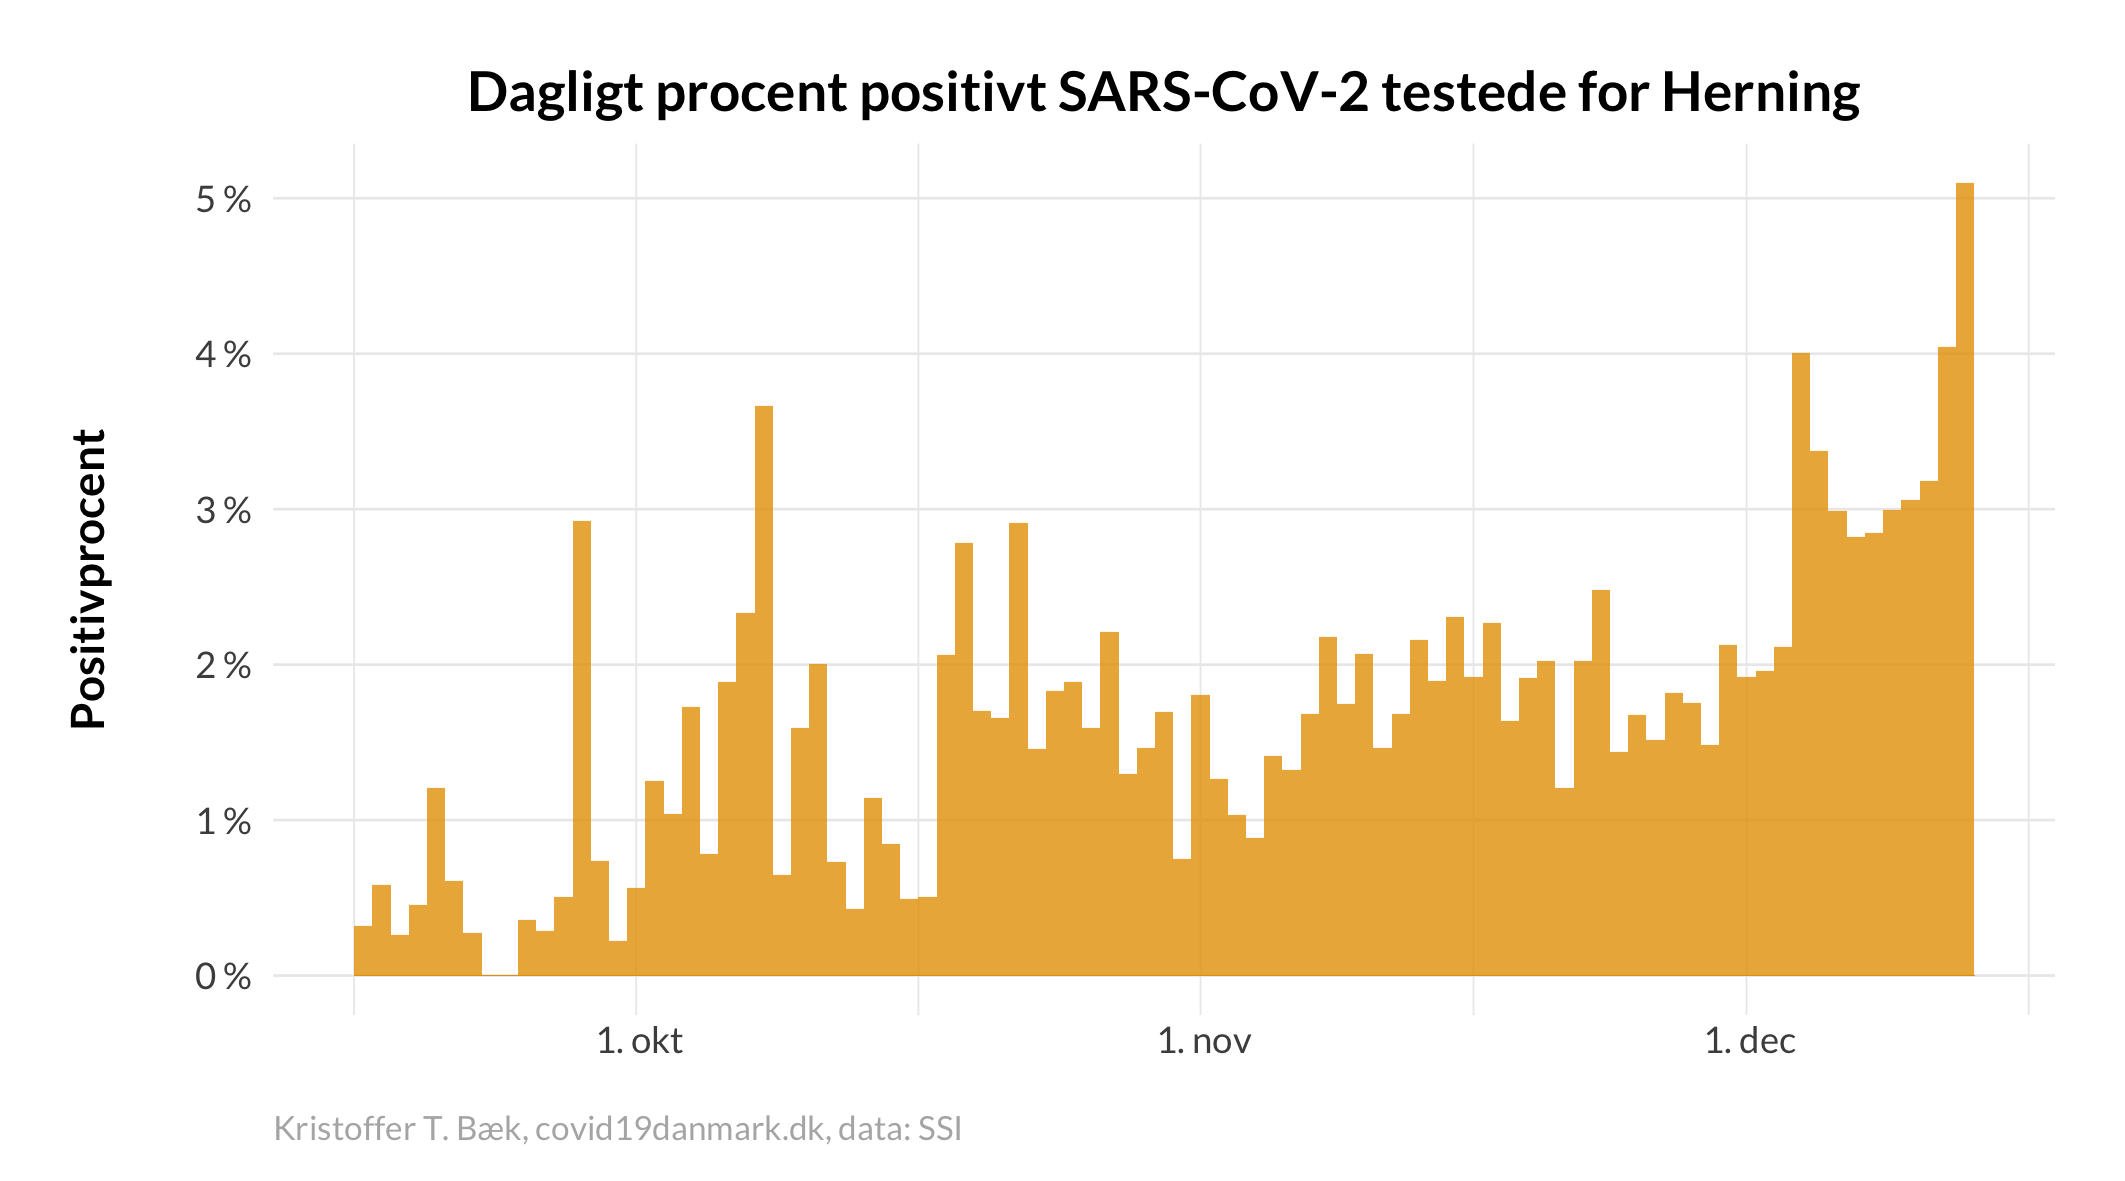 Dagligt procent positivt SARS-CoV-2 testede for Herning
Positivprocent
5 %
4 %
3 %
2 %
1 %
0 %
1. okt
1. nov
1. dec
Kristoffer T. Bæk, covid19danmark.dk, data: SSI